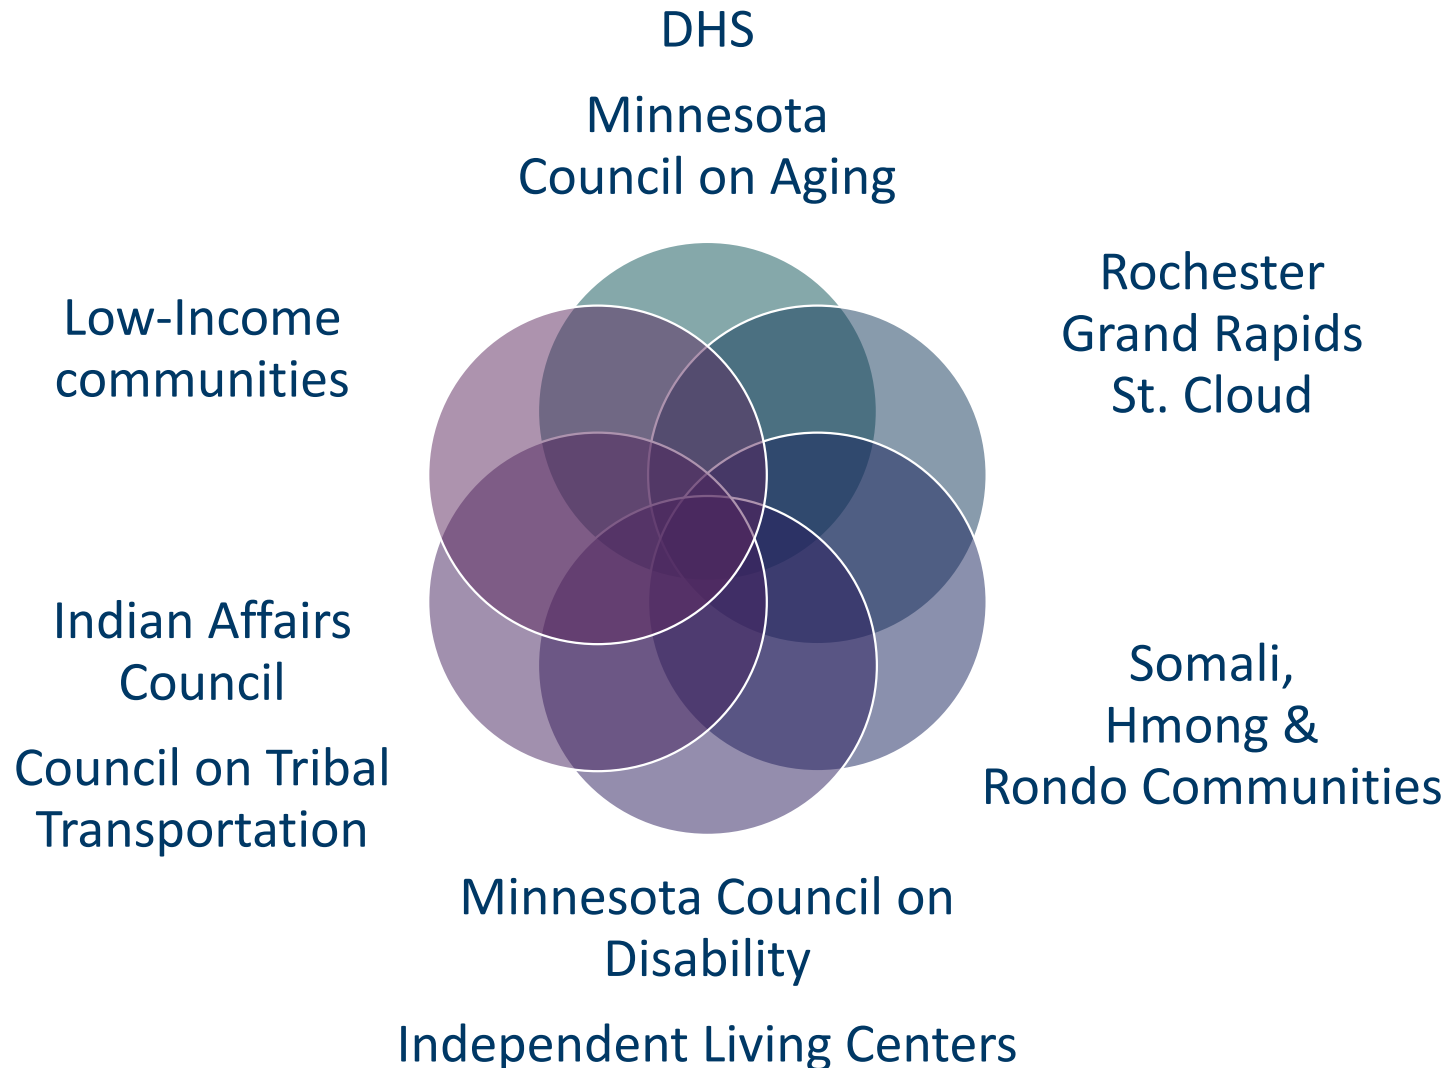 DHS
Minnesota
Council on Aging
Rochester
Grand Rapids
St. Cloud
Somali,
Hmong &
Rondo Communities
Minnesota Council on
Disability
Independent Living Centers
Indian Affairs
Council
Council on Tribal
Transportation
Low-Income
communities